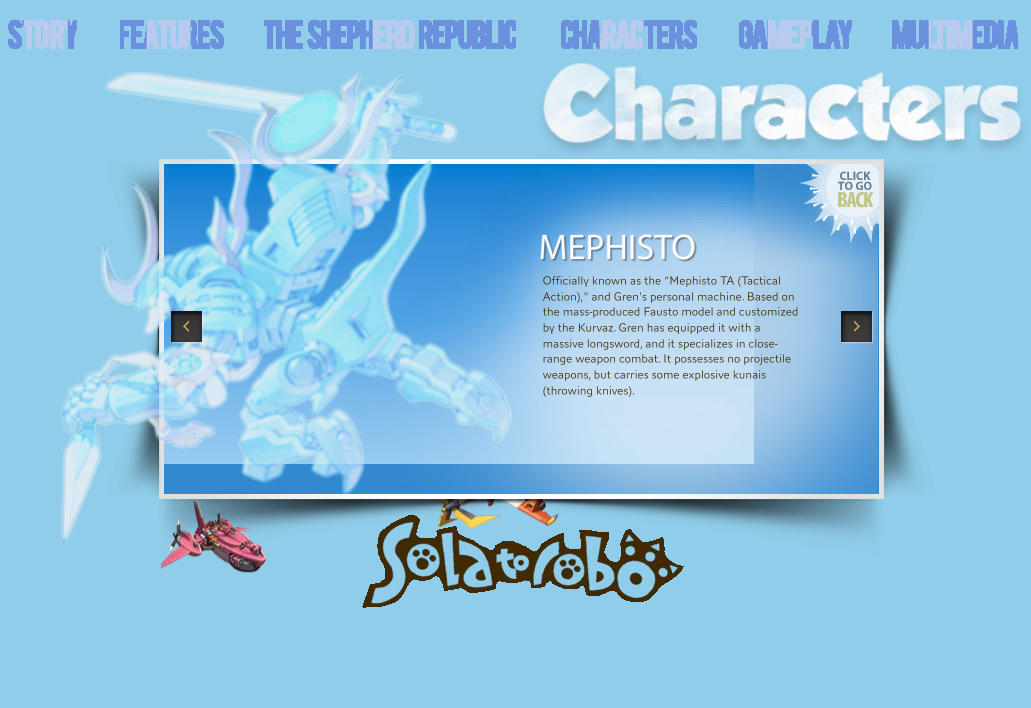 STORY FEATURES THE SHEPHERD REPUBLIC CHARACTERS GAMEPLAY MULTIMEDIA
Characters
CLICK
TO GO
BACK
MEPHISTO
Officially known as the “Mephisto TA (Tactical
Action),” and Gren’s personal machine. Based on
the mass-produced Fausto model and customized
by the Kurvaz. Gren has equipped it with a
massive longsword, and it specializes in close-
range weapon combat. It possesses no projectile
weapons, but carries some explosive kunais
(throwing knives).
Solatorobo